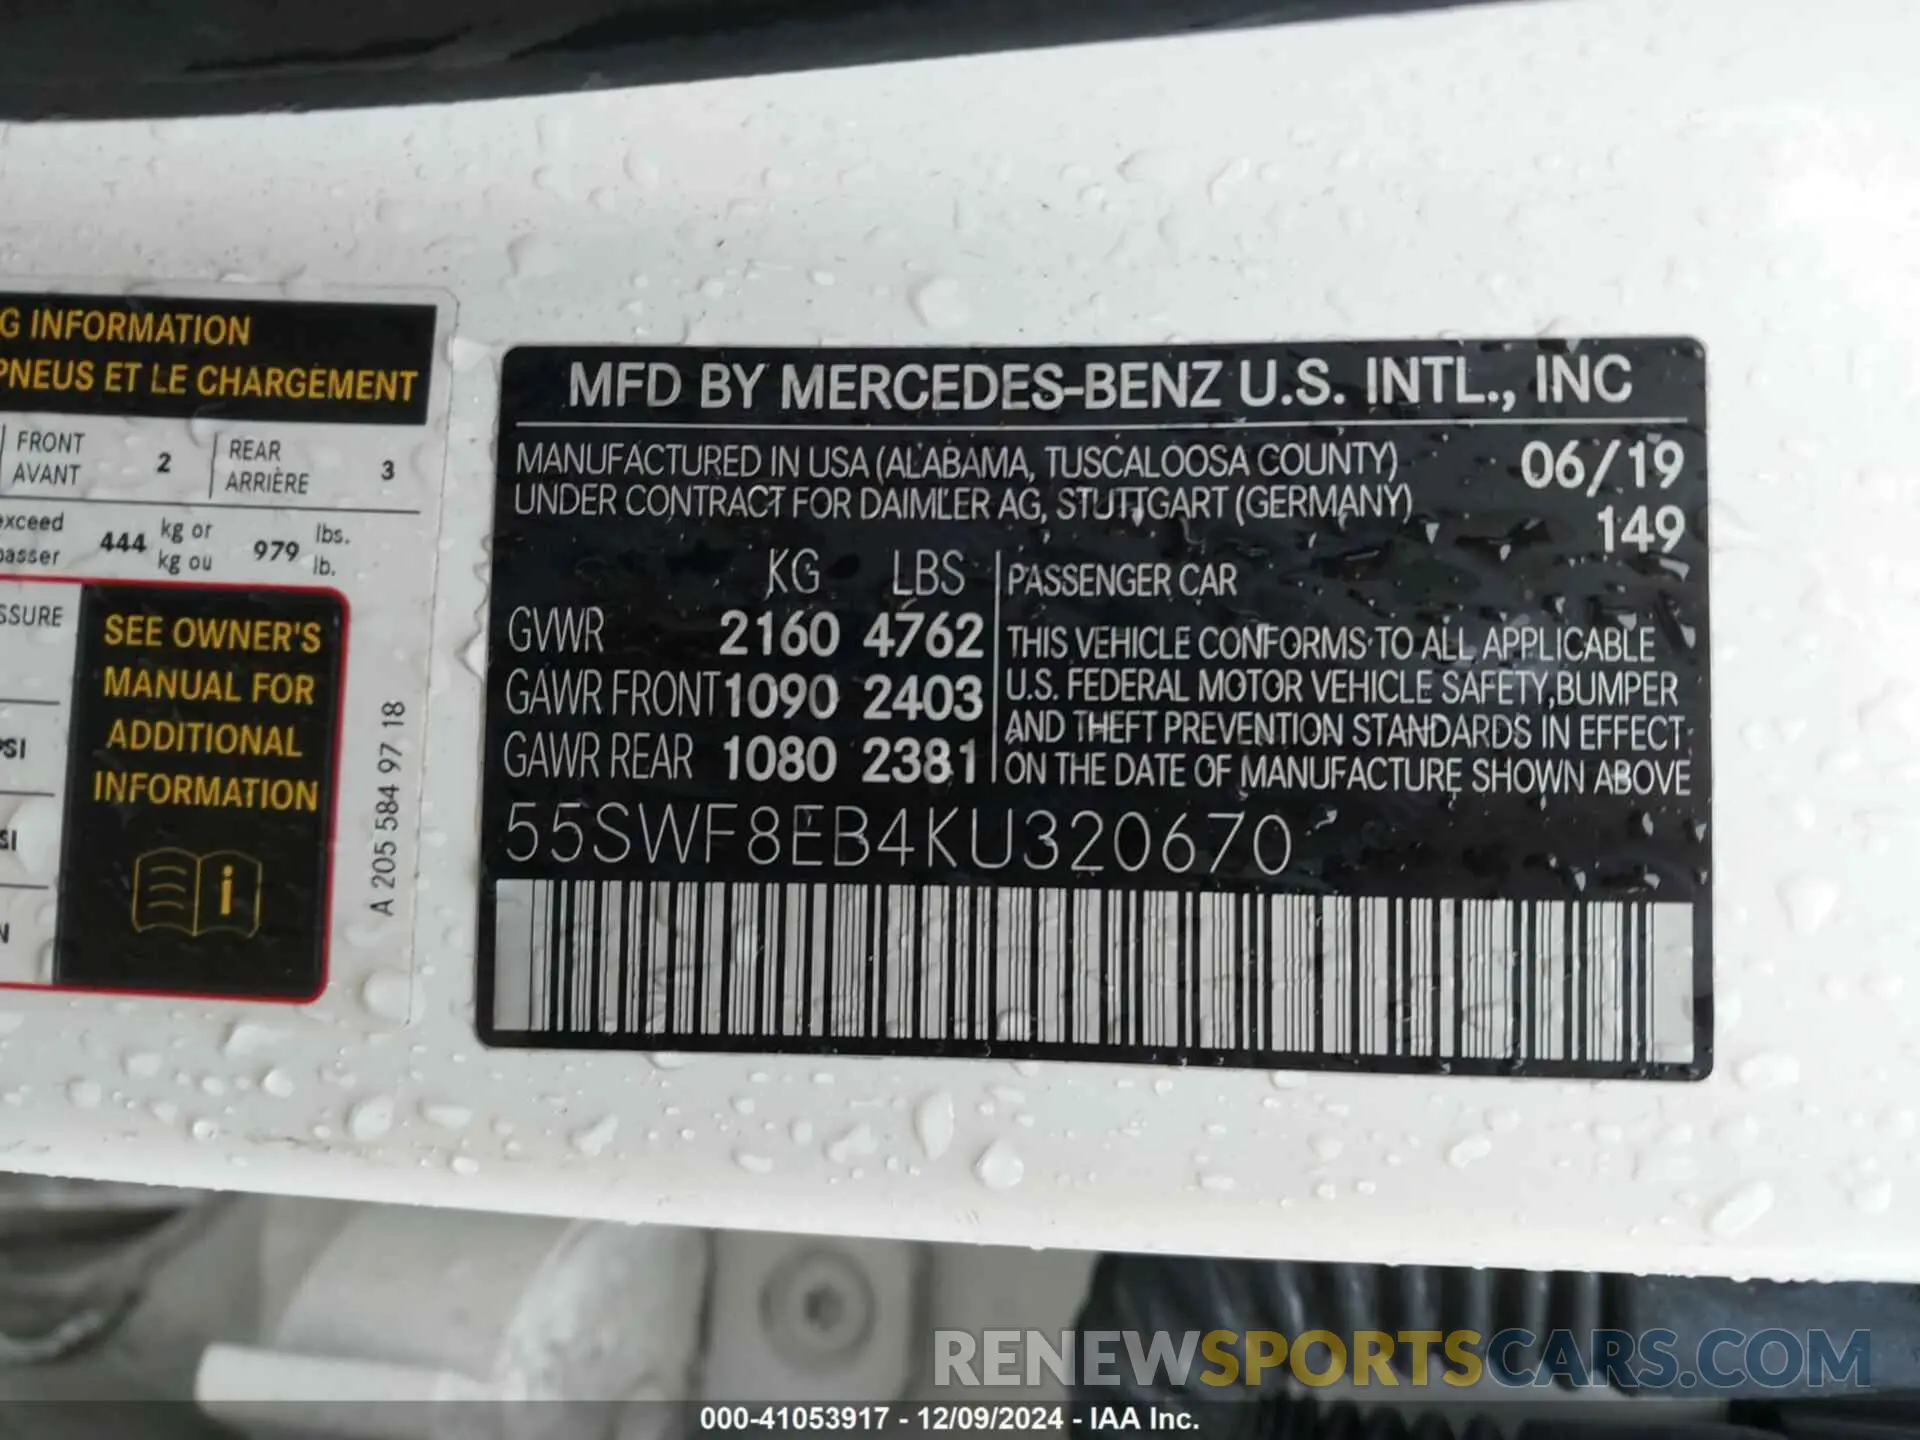 G INFORMATION
PNEUS ET LE CHARGEMENT
FRONT
AVANT
2
REAR
ARRIÈRE
3
exceed
passer
444
kg or
kg ou
979
lbs.
lb.
SSURE
PSI
SI
N
SEE OWNER'S
MANUAL FOR
ADDITIONAL
INFORMATION
i
A 205 584 97 18
MFD BY MERCEDES-BENZ U.S. INTL., INC
MANUFACTURED IN USA (ALABAMA, TUSCALOOSA COUNTY) 06/19
UNDER CONTRACT FOR DAIMLER AG, STUTTGART (GERMANY) 149
KG LBS
GVWR 2160 4762
GAWR FRONT 1090 2403
GAWR REAR 1080 2381
PASSENGER CAR
THIS VEHICLE CONFORMS TO ALL APPLICABLE
U.S. FEDERAL MOTOR VEHICLE SAFETY, BUMPER
AND THEFT PREVENTION STANDARDS IN EFFECT
ON THE DATE OF MANUFACTURE SHOWN ABOVE
55SWF8EB4KU320670
RENEWSPORTSCARS.COM
000-41053917 - 12/09/2024 - IAA Inc.